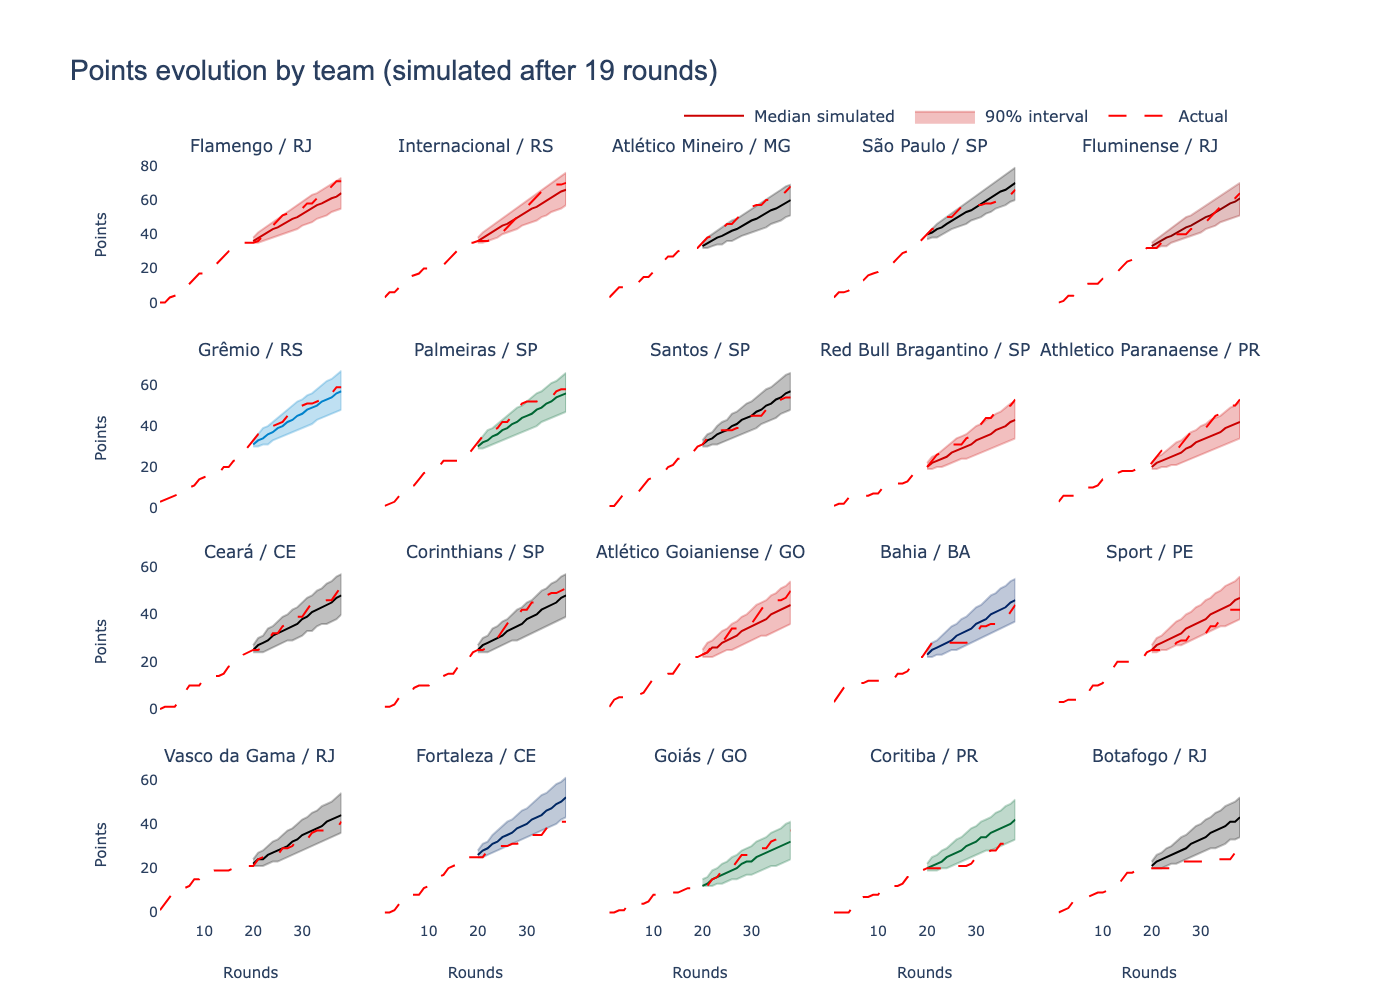 Points evolution by team (simulated after 19 rounds)
Median simulated 90% interval Actual
Flamengo / RJ Internacional / RS Atlético Mineiro / MG São Paulo / SP Fluminense / RJ
80
60
40
20
0
Points
Grêmio / RS Palmeiras / SP Santos / SP Red Bull Bragantino / SP Athletico Paranaense / PR
60
40
20
0
Points
Ceará / CE Corinthians / SP Atlético Goianiense / GO Bahia / BA Sport / PE
60
40
20
0
Points
Vasco da Gama / RJ Fortaleza / CE Goiás / GO Coritiba / PR Botafogo / RJ
60
40
20
0
Points
10 20 30 10 20 30 10 20 30 10 20 30 10 20 30
Rounds Rounds Rounds Rounds Rounds